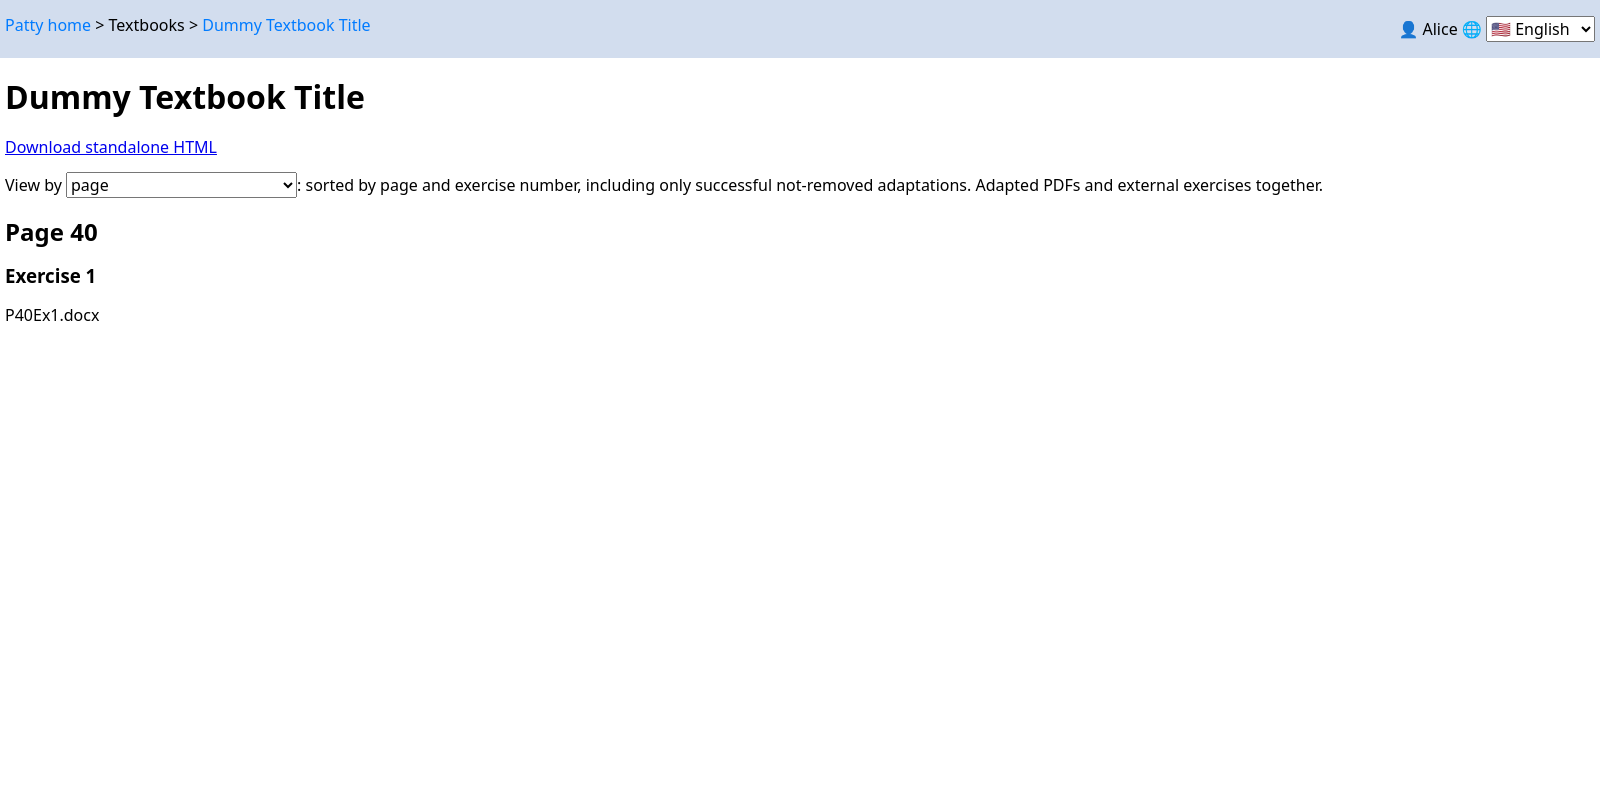 Patty home > Textbooks > Dummy Textbook Title
👤 Alice 🌐 🇺🇸 English
Dummy Textbook Title
Download standalone HTML
View by page : sorted by page and exercise number, including only successful not-removed adaptations. Adapted PDFs and external exercises together.
Page 40
Exercise 1
P40Ex1.docx